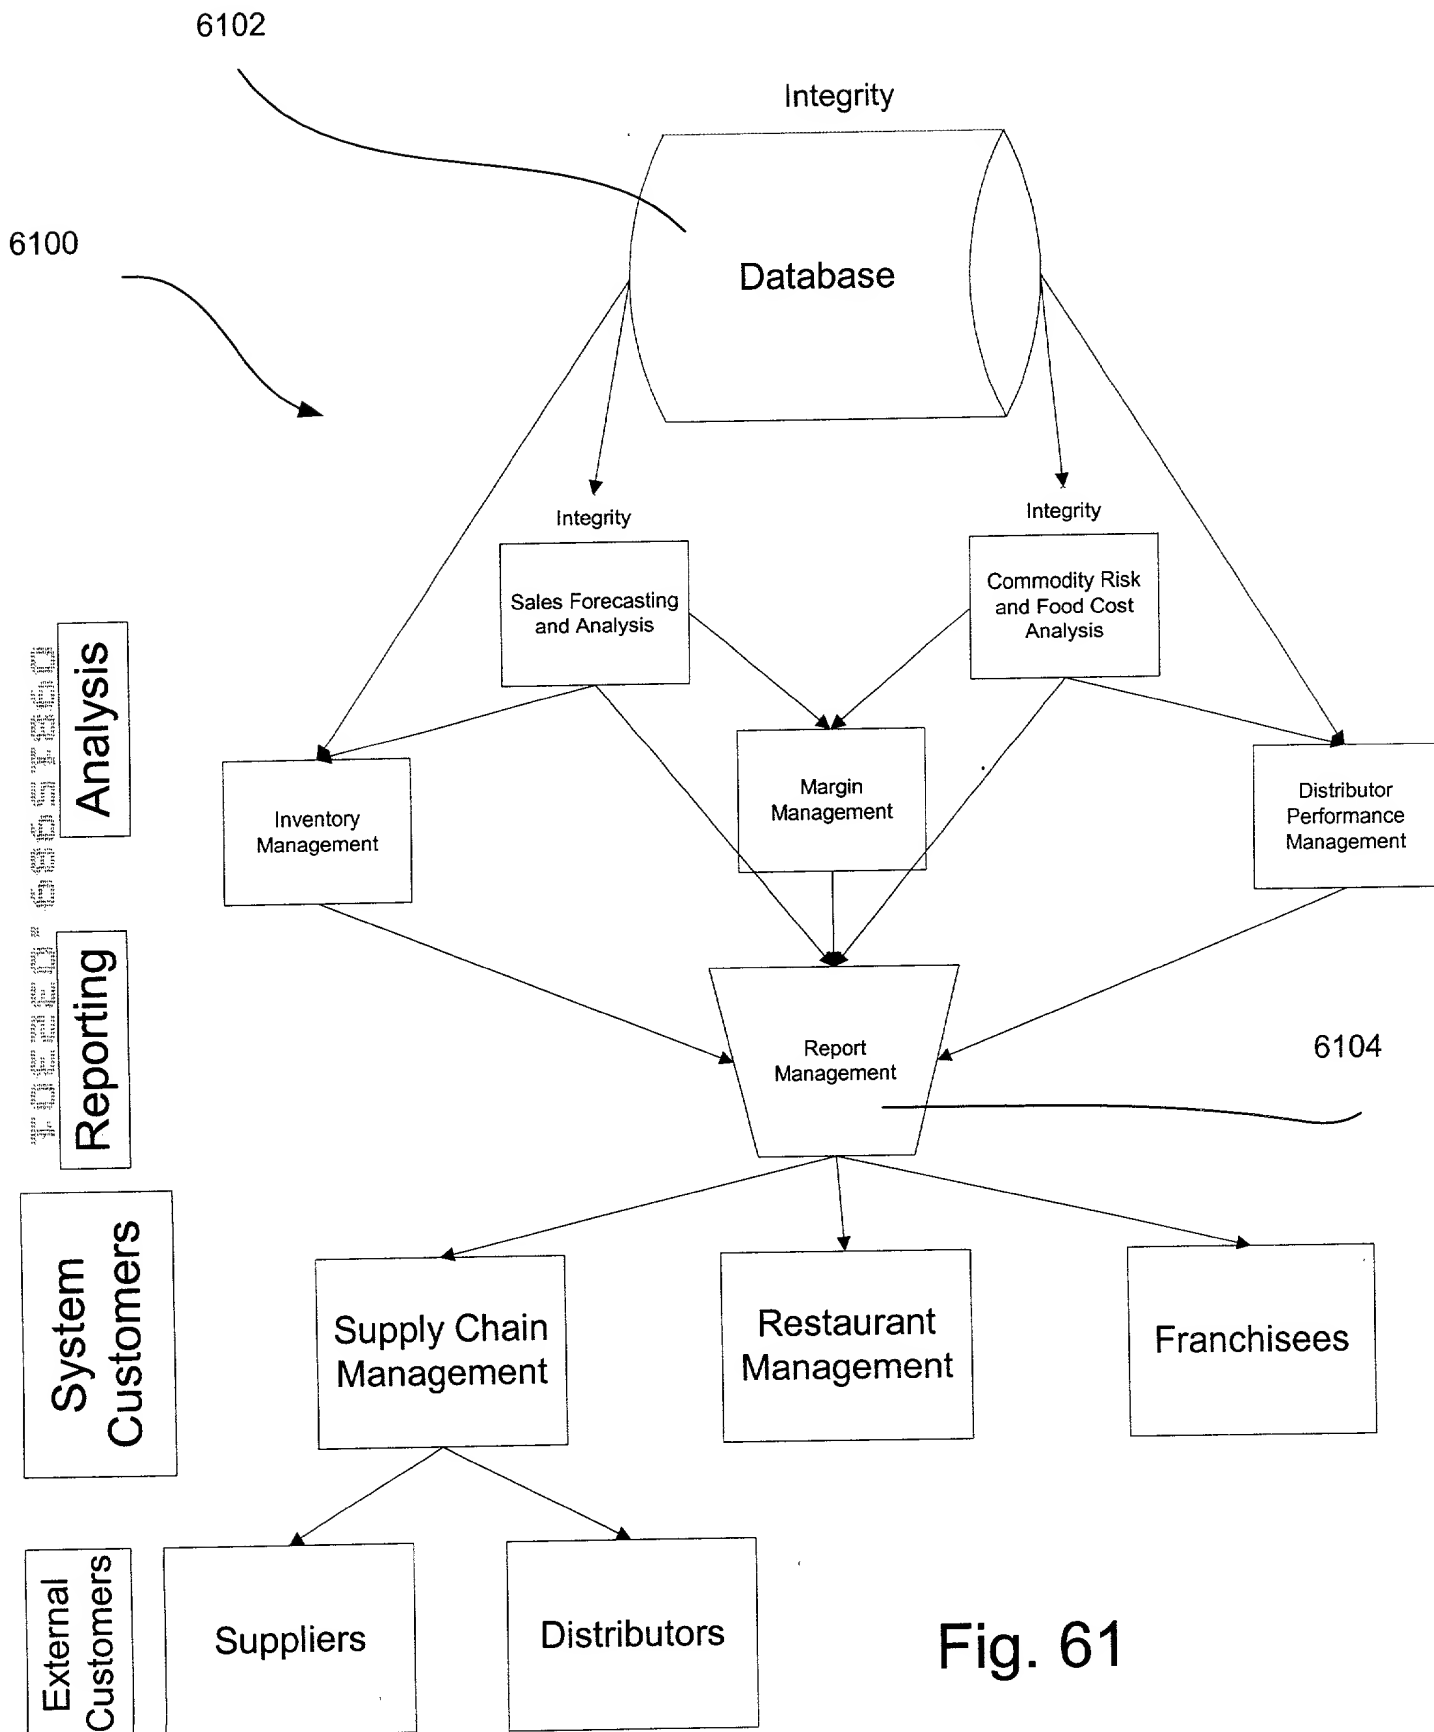 6102
Integrity
6100
Database
Integrity
Integrity
Sales Forecasting
and Analysis
Commodity Risk
and Food Cost
Analysis
Analysis
Inventory
Management
Margin
Management
Distributor
Performance
Management
Reporting
Report
Management
6104
System
Customers
Supply Chain
Management
Restaurant
Management
Franchisees
External
Customers
Suppliers
Distributors
Fig. 61